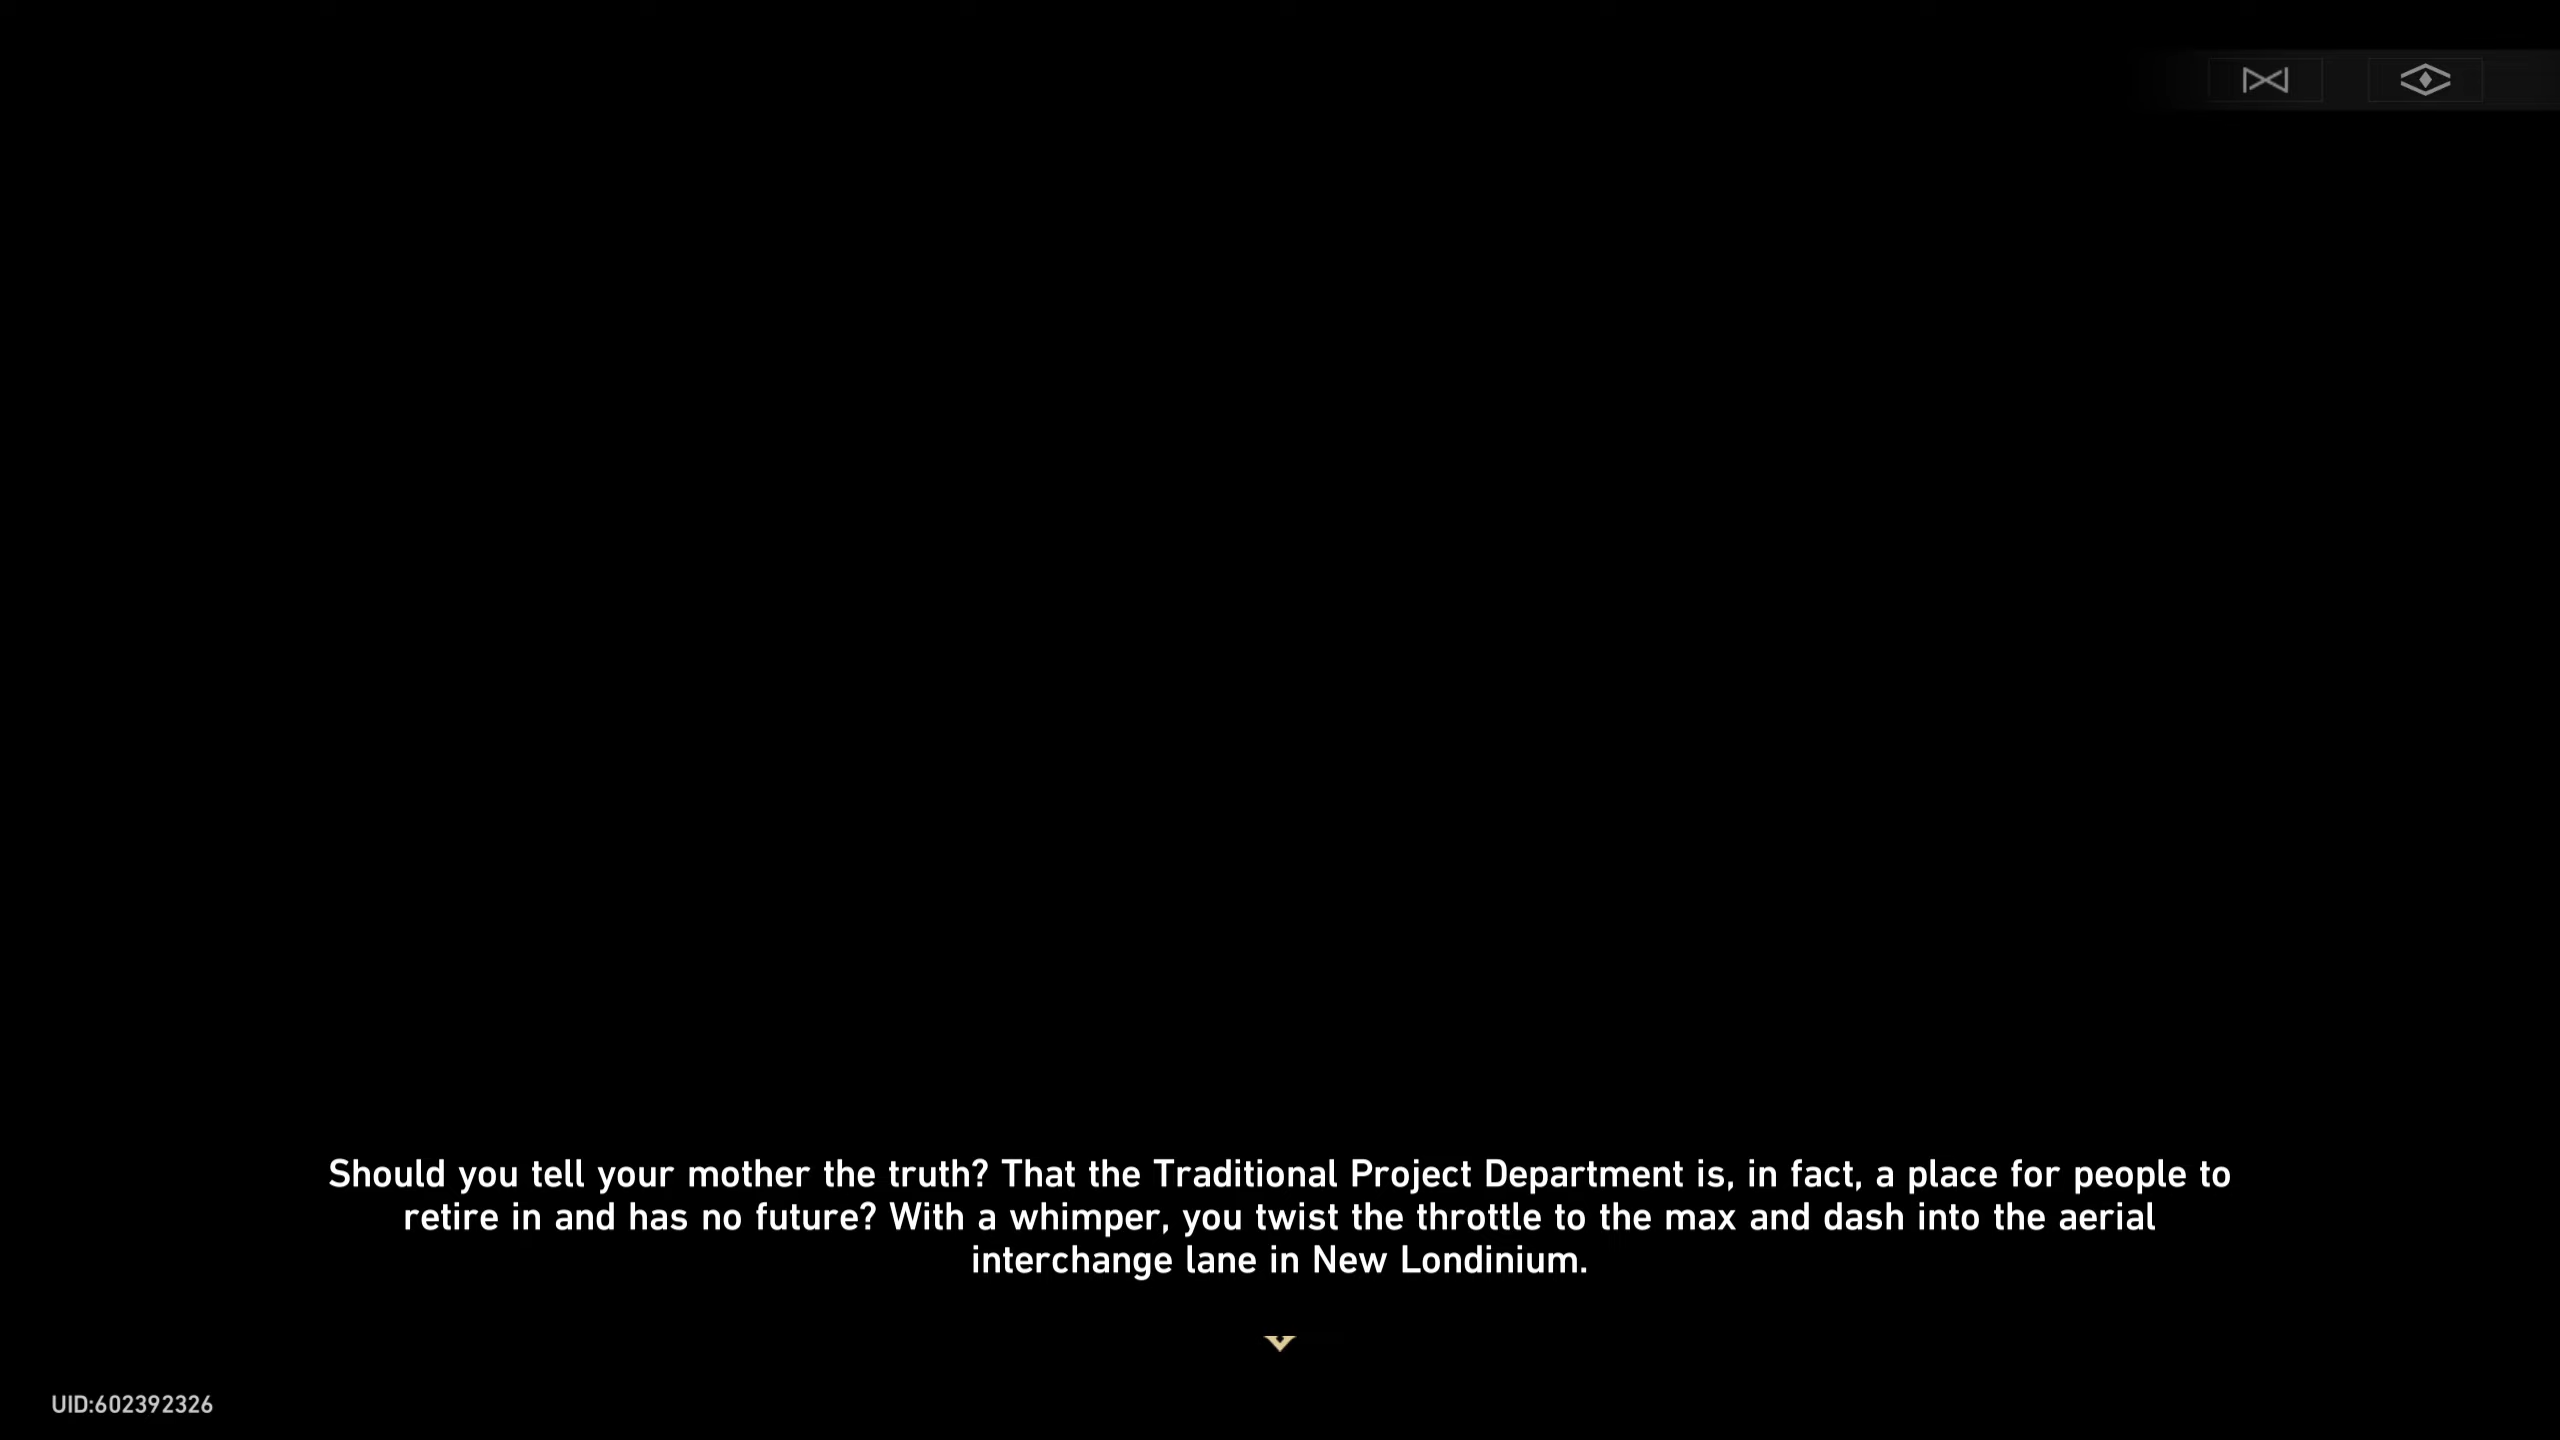 Should you tell your mother the truth? That the Traditional Project Department is, in fact, a place for people to
retire in and has no future? With a whimper, you twist the throttle to the max and dash into the aerial
interchange lane in New Londinium.
UID:602392326